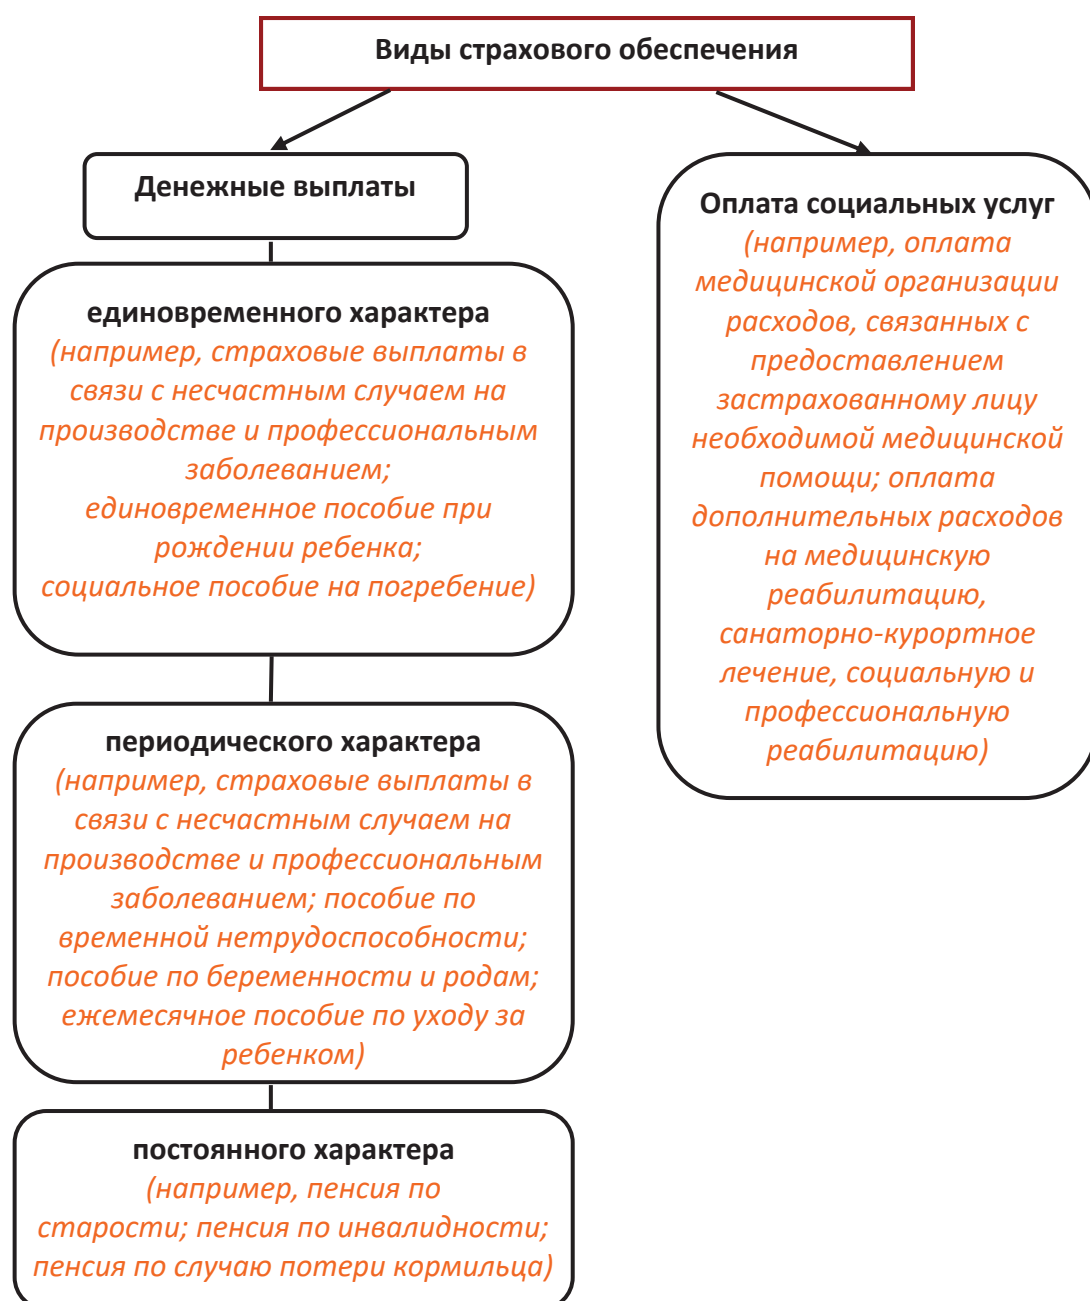 Виды страхового обеспечения
Денежные выплаты
единовременного характера
(например, страховые выплаты в
связи с несчастным случаем на
производстве и профессиональным
заболеванием;
единовременное пособие при
рождении ребенка;
социальное пособие на погребение)
периодического характера
(например, страховые выплаты в
связи с несчастным случаем на
производстве и профессиональным
заболеванием; пособие по
временной нетрудоспособности;
пособие по беременности и родам;
ежемесячное пособие по уходу за
ребенком)
постоянного характера
(например, пенсия по
старости; пенсия по инвалидности;
пенсия по случаю потери кормильца)
Оплата социальных услуг
(например, оплата
медицинской организации
расходов, связанных с
предоставлением
застрахованному лицу
необходимой медицинской
помощи; оплата
дополнительных расходов
на медицинскую
реабилитацию,
санаторно-курортное
лечение, социальную и
профессиональную
реабилитацию)